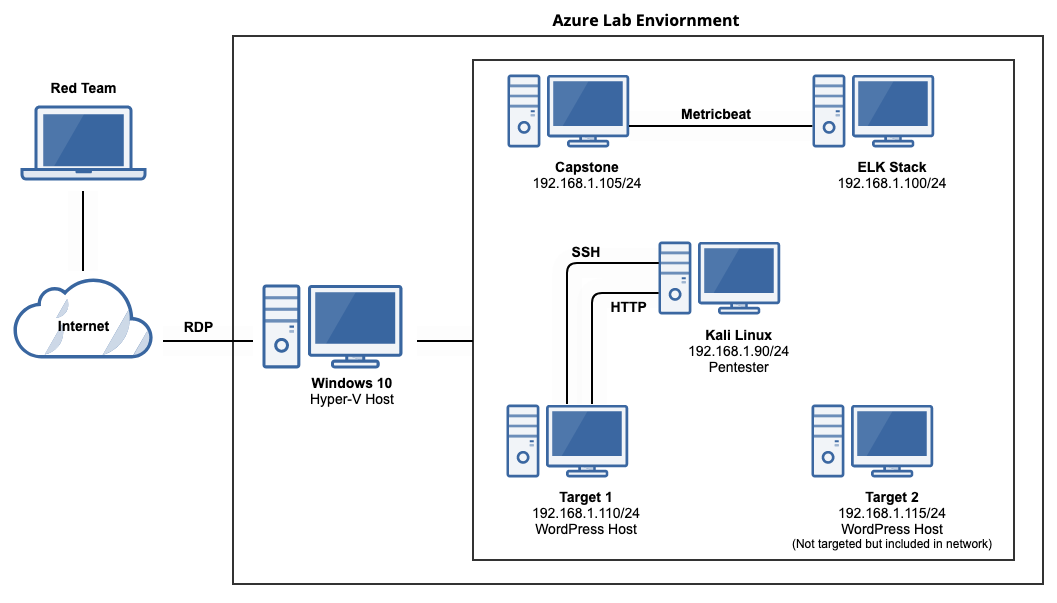 Azure Lab Enviornment
Red Team
Internet
RDP
Windows 10
Hyper-V Host
Capstone
192.168.1.105/24
Metricbeat
ELK Stack
192.168.1.100/24
SSH
HTTP
Kali Linux
192.168.1.90/24
Pentester
Target 1
192.168.1.110/24
WordPress Host
Target 2
192.168.1.115/24
WordPress Host
(Not targeted but included in network)